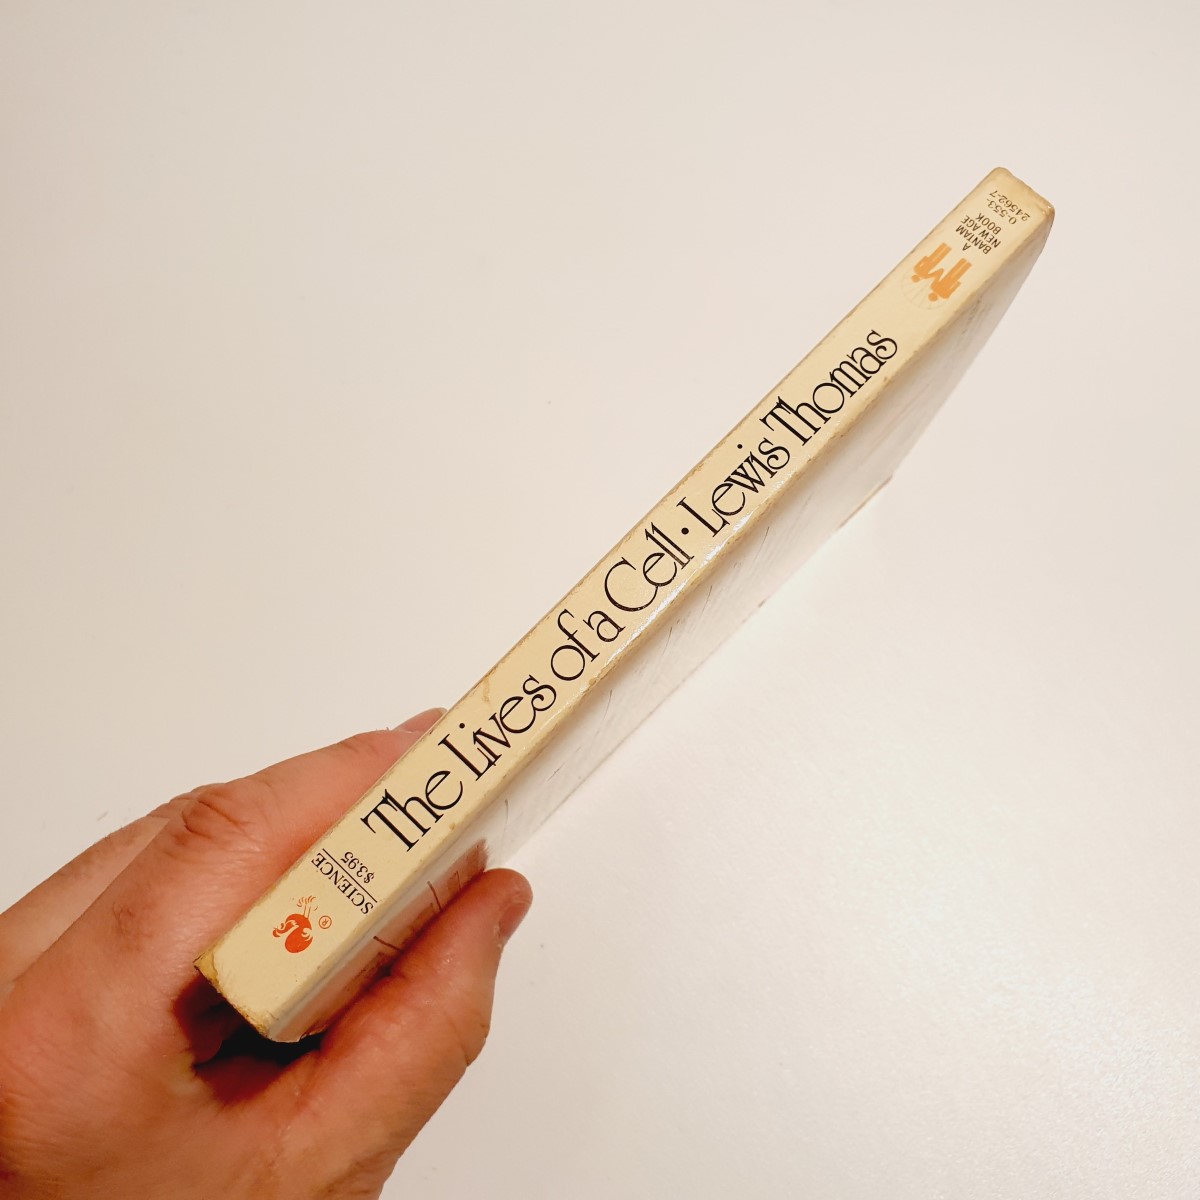 SCIENCE
$3.95
The Lives of a Cell · Lewis Thomas
A
BANTAM
NEW AGE
BOOK
0-553-
24562-7